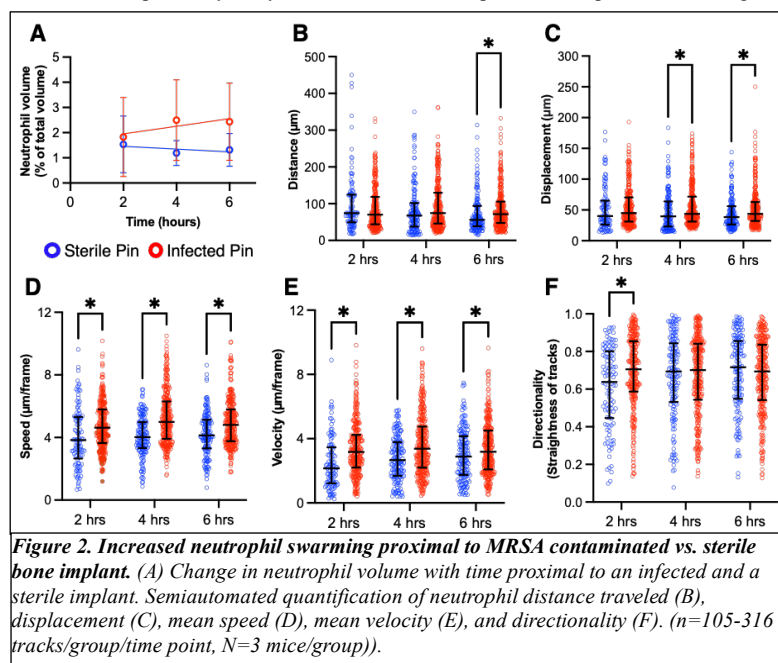 A
B
C
Neutrophil volume
(% of total volume)
5
4
3
2
1
0
0
2
4
6
Time (hours)
Sterile Pin
Infected Pin
Distance (µm)
500
400
300
200
100
0
2 hrs
4 hrs
6 hrs
*
Displacement (µm)
300
250
200
150
100
50
0
2 hrs
4 hrs
6 hrs
*
*
D
E
F
Speed (µm/frame)
12
8
4
0
2 hrs
4 hrs
6 hrs
*
*
*
Velocity (µm/frame)
12
8
4
0
2 hrs
4 hrs
6 hrs
*
*
*
Directionality
(Straightness of tracks)
1.0
0.8
0.6
0.4
0.2
0.0
2 hrs
4 hrs
6 hrs
*
Figure 2. Increased neutrophil swarming proximal to MRSA contaminated vs. sterile
bone implant. (A) Change in neutrophil volume with time proximal to an infected and a
sterile implant. Semiautomated quantification of neutrophil distance traveled (B),
displacement (C), mean speed (D), mean velocity (E), and directionality (F). (n=105-316
tracks/group/time point, N=3 mice/group)).